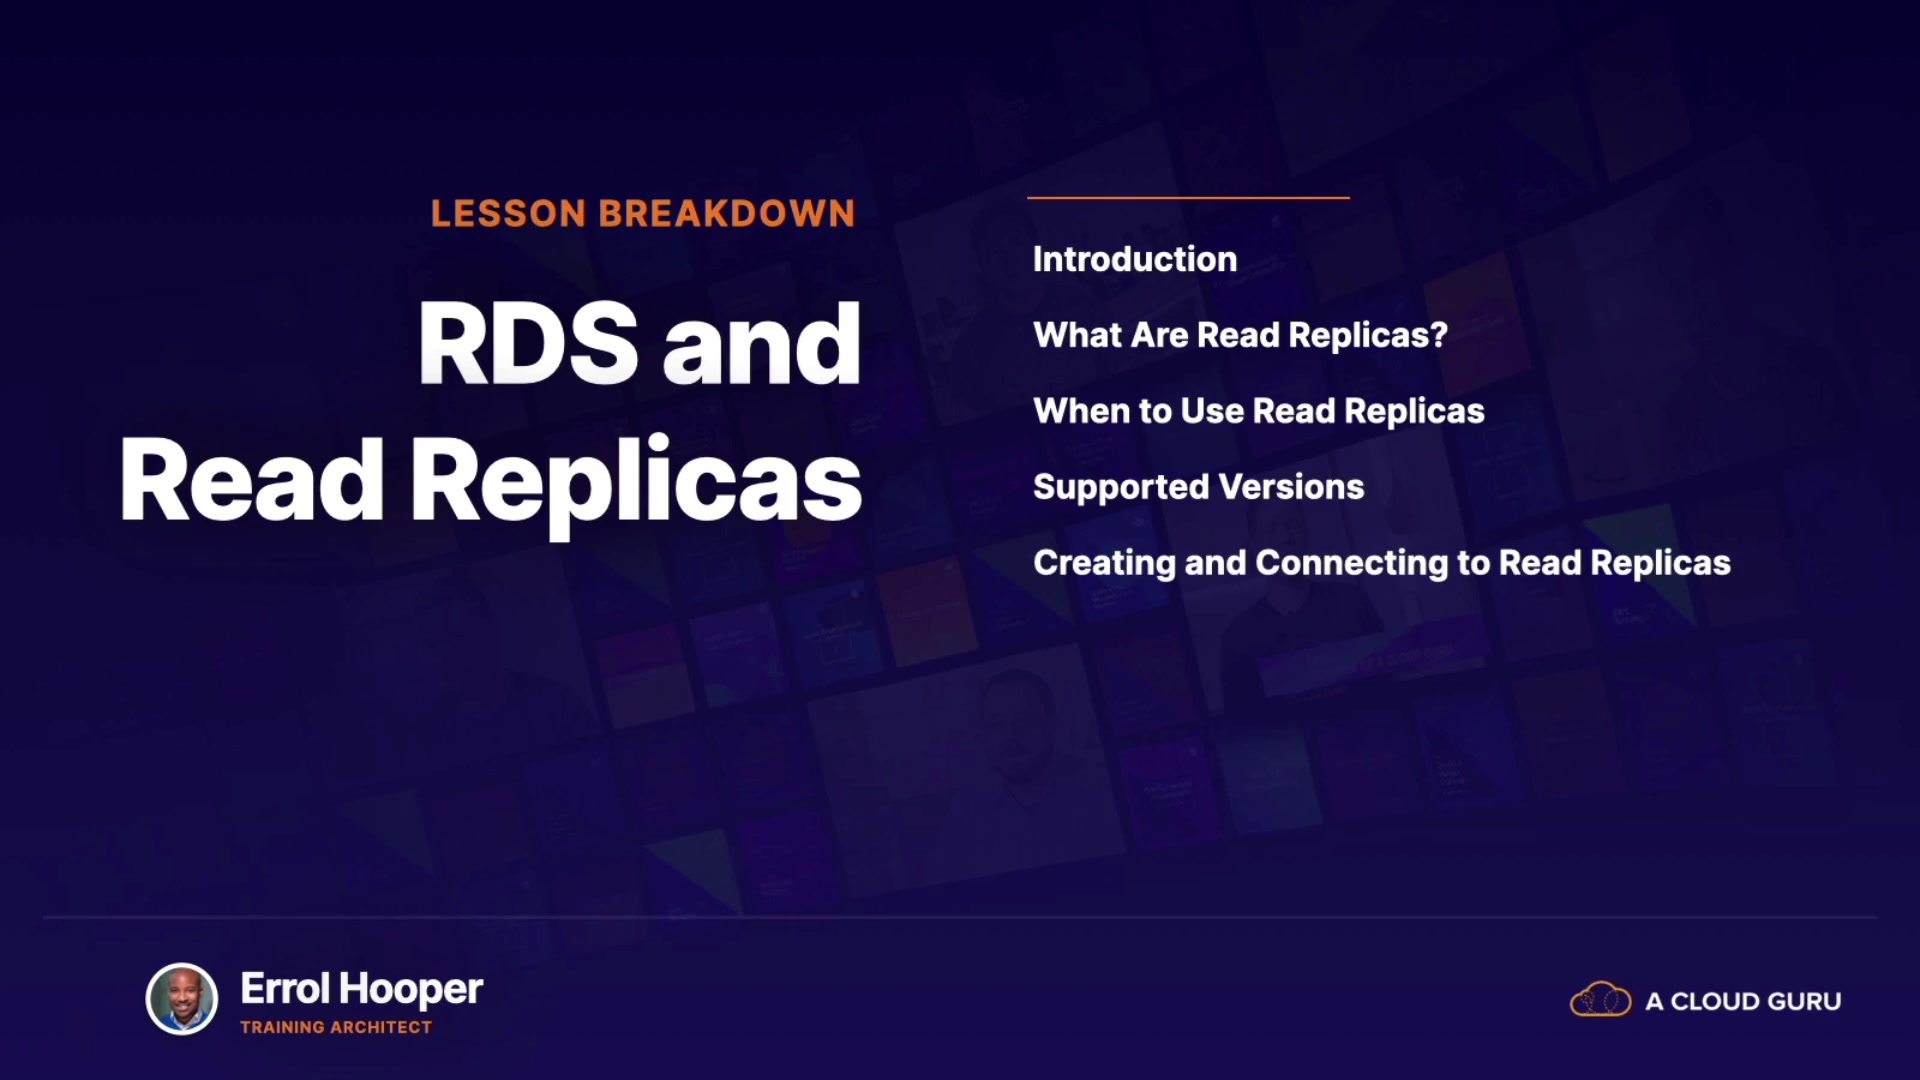 LESSON BREAKDOWN
RDS and
Read Replicas
Introduction
What Are Read Replicas?
When to Use Read Replicas
Supported Versions
Creating and Connecting to Read Replicas
Errol Hooper
TRAINING ARCHITECT
A CLOUD GURU